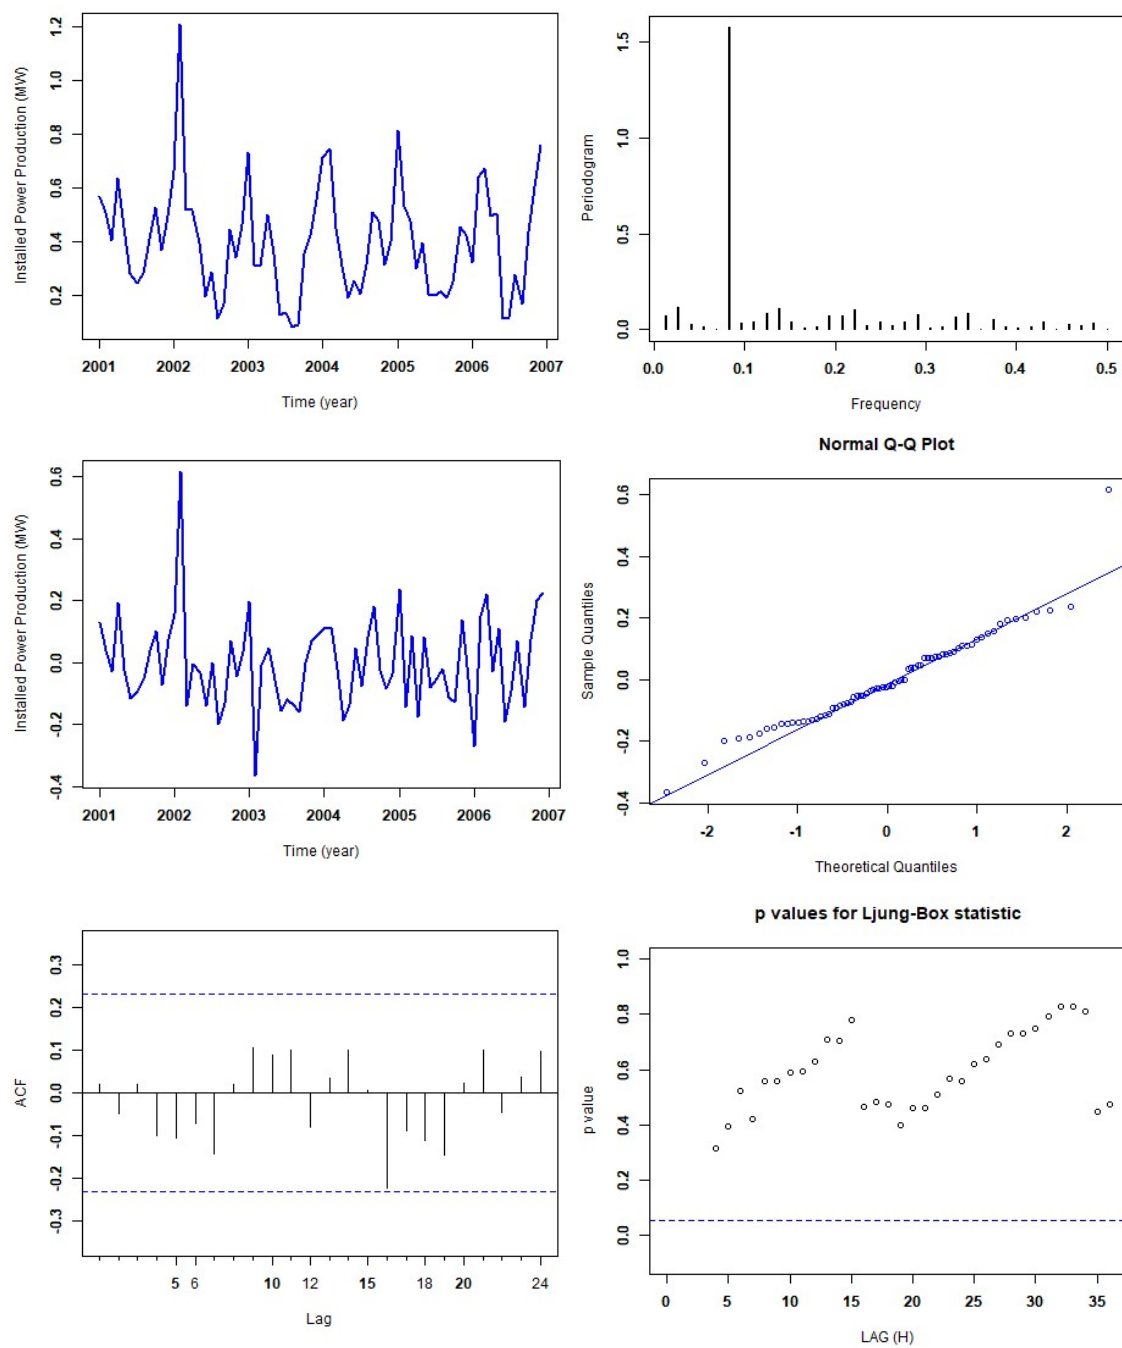 Installed Power Production (MW)
1.2
1.0
0.8
0.6
0.4
0.2
2001 2002 2003 2004 2005 2006 2007
Time (year)
Periodogram
1.5
1.0
0.5
0.0
0.0 0.1 0.2 0.3 0.4 0.5
Frequency
Installed Power Production (MW)
0.6
0.4
0.2
0.0
-0.2
-0.4
2001 2002 2003 2004 2005 2006 2007
Time (year)
Normal Q-Q Plot
Sample Quantiles
0.6
0.4
0.2
0.0
-0.2
-0.4
-2 -1 0 1 2
Theoretical Quantiles
ACF
0.3
0.2
0.1
0.0
-0.1
-0.2
-0.3
5 6 10 12 15 18 20 24
Lag
p values for Ljung-Box statistic
p value
1.0
0.8
0.6
0.4
0.2
0.0
0 5 10 15 20 25 30 35
LAG (H)